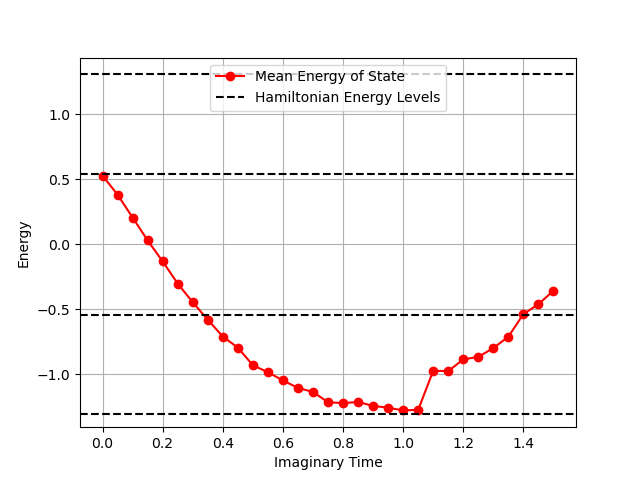 Mean Energy of State
Hamiltonian Energy Levels
1.0
0.5
0.0
−0.5
−1.0
Energy
0.0 0.2 0.4 0.6 0.8 1.0 1.2 1.4
Imaginary Time